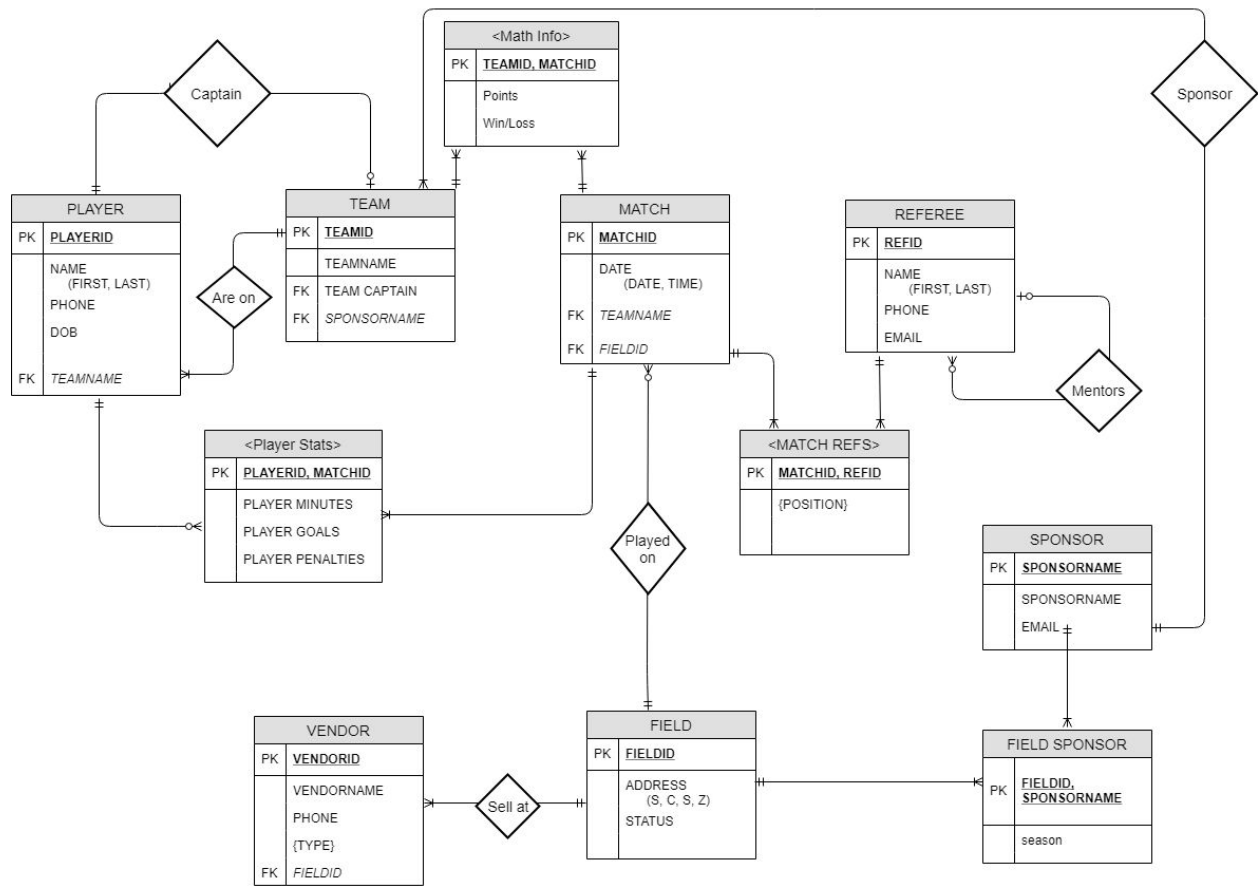 <Math Info>
PK TEAMID, MATCHID
Points
Win/Loss
Captain
Sponsor
PLAYER
PK PLAYERID
NAME
(FIRST, LAST)
PHONE
DOB
FK TEAMNAME
Are on
TEAM
PK TEAMID
TEAMNAME
FK TEAM CAPTAIN
FK SPONSORNAME
MATCH
PK MATCHID
DATE
(DATE, TIME)
FK TEAMNAME
FK FIELDID
REFEREE
PK REFID
NAME
(FIRST, LAST)
PHONE
EMAIL
Mentors
<Player Stats>
PK PLAYERID, MATCHID
PLAYER MINUTES
PLAYER GOALS
PLAYER PENALTIES
Played
on
<MATCH REFS>
PK MATCHID, REFID
{POSITION}
SPONSOR
PK SPONSORNAME
SPONSORNAME
EMAIL
VENDOR
PK VENDORID
VENDORNAME
PHONE
{TYPE}
FK FIELDID
Sell at
FIELD
PK FIELDID
ADDRESS
(S, C, S, Z)
STATUS
FIELD SPONSOR
PK FIELDID,
SPONSORNAME
season